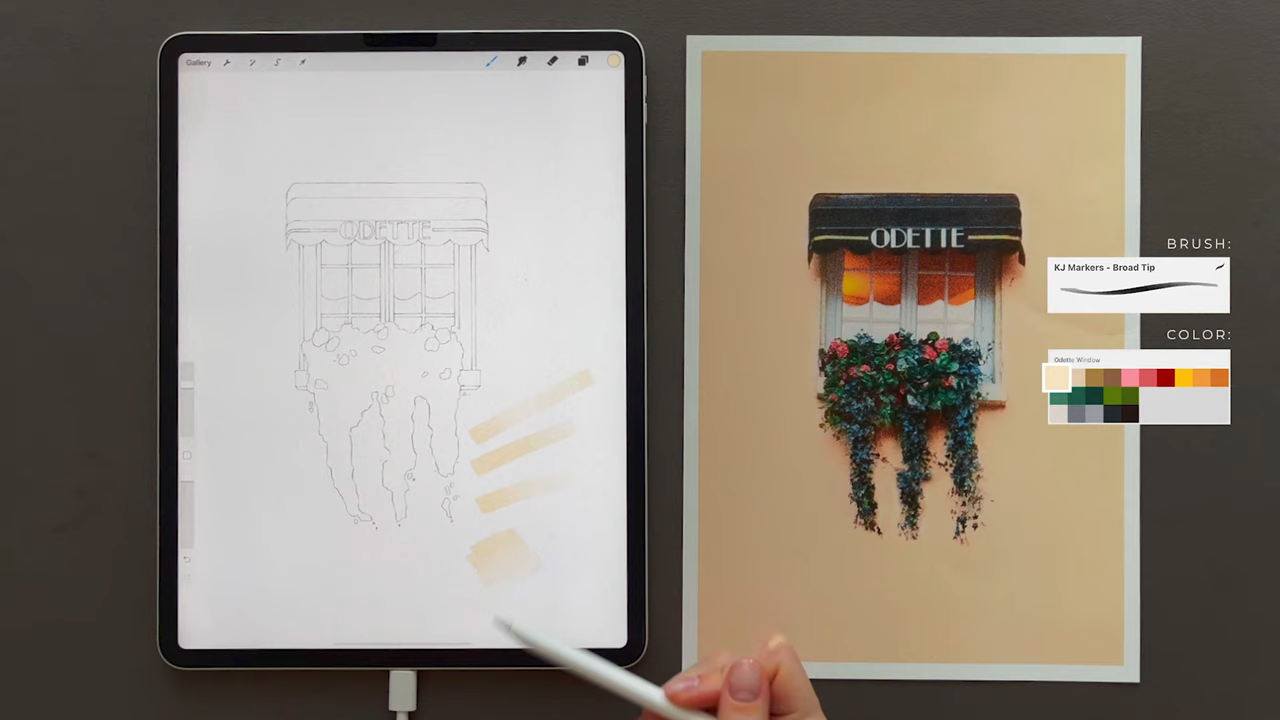 Gallery
ODETTE
ODETTE
BRUSH:
KJ Markers - Broad Tip
COLOR:
Odette Window